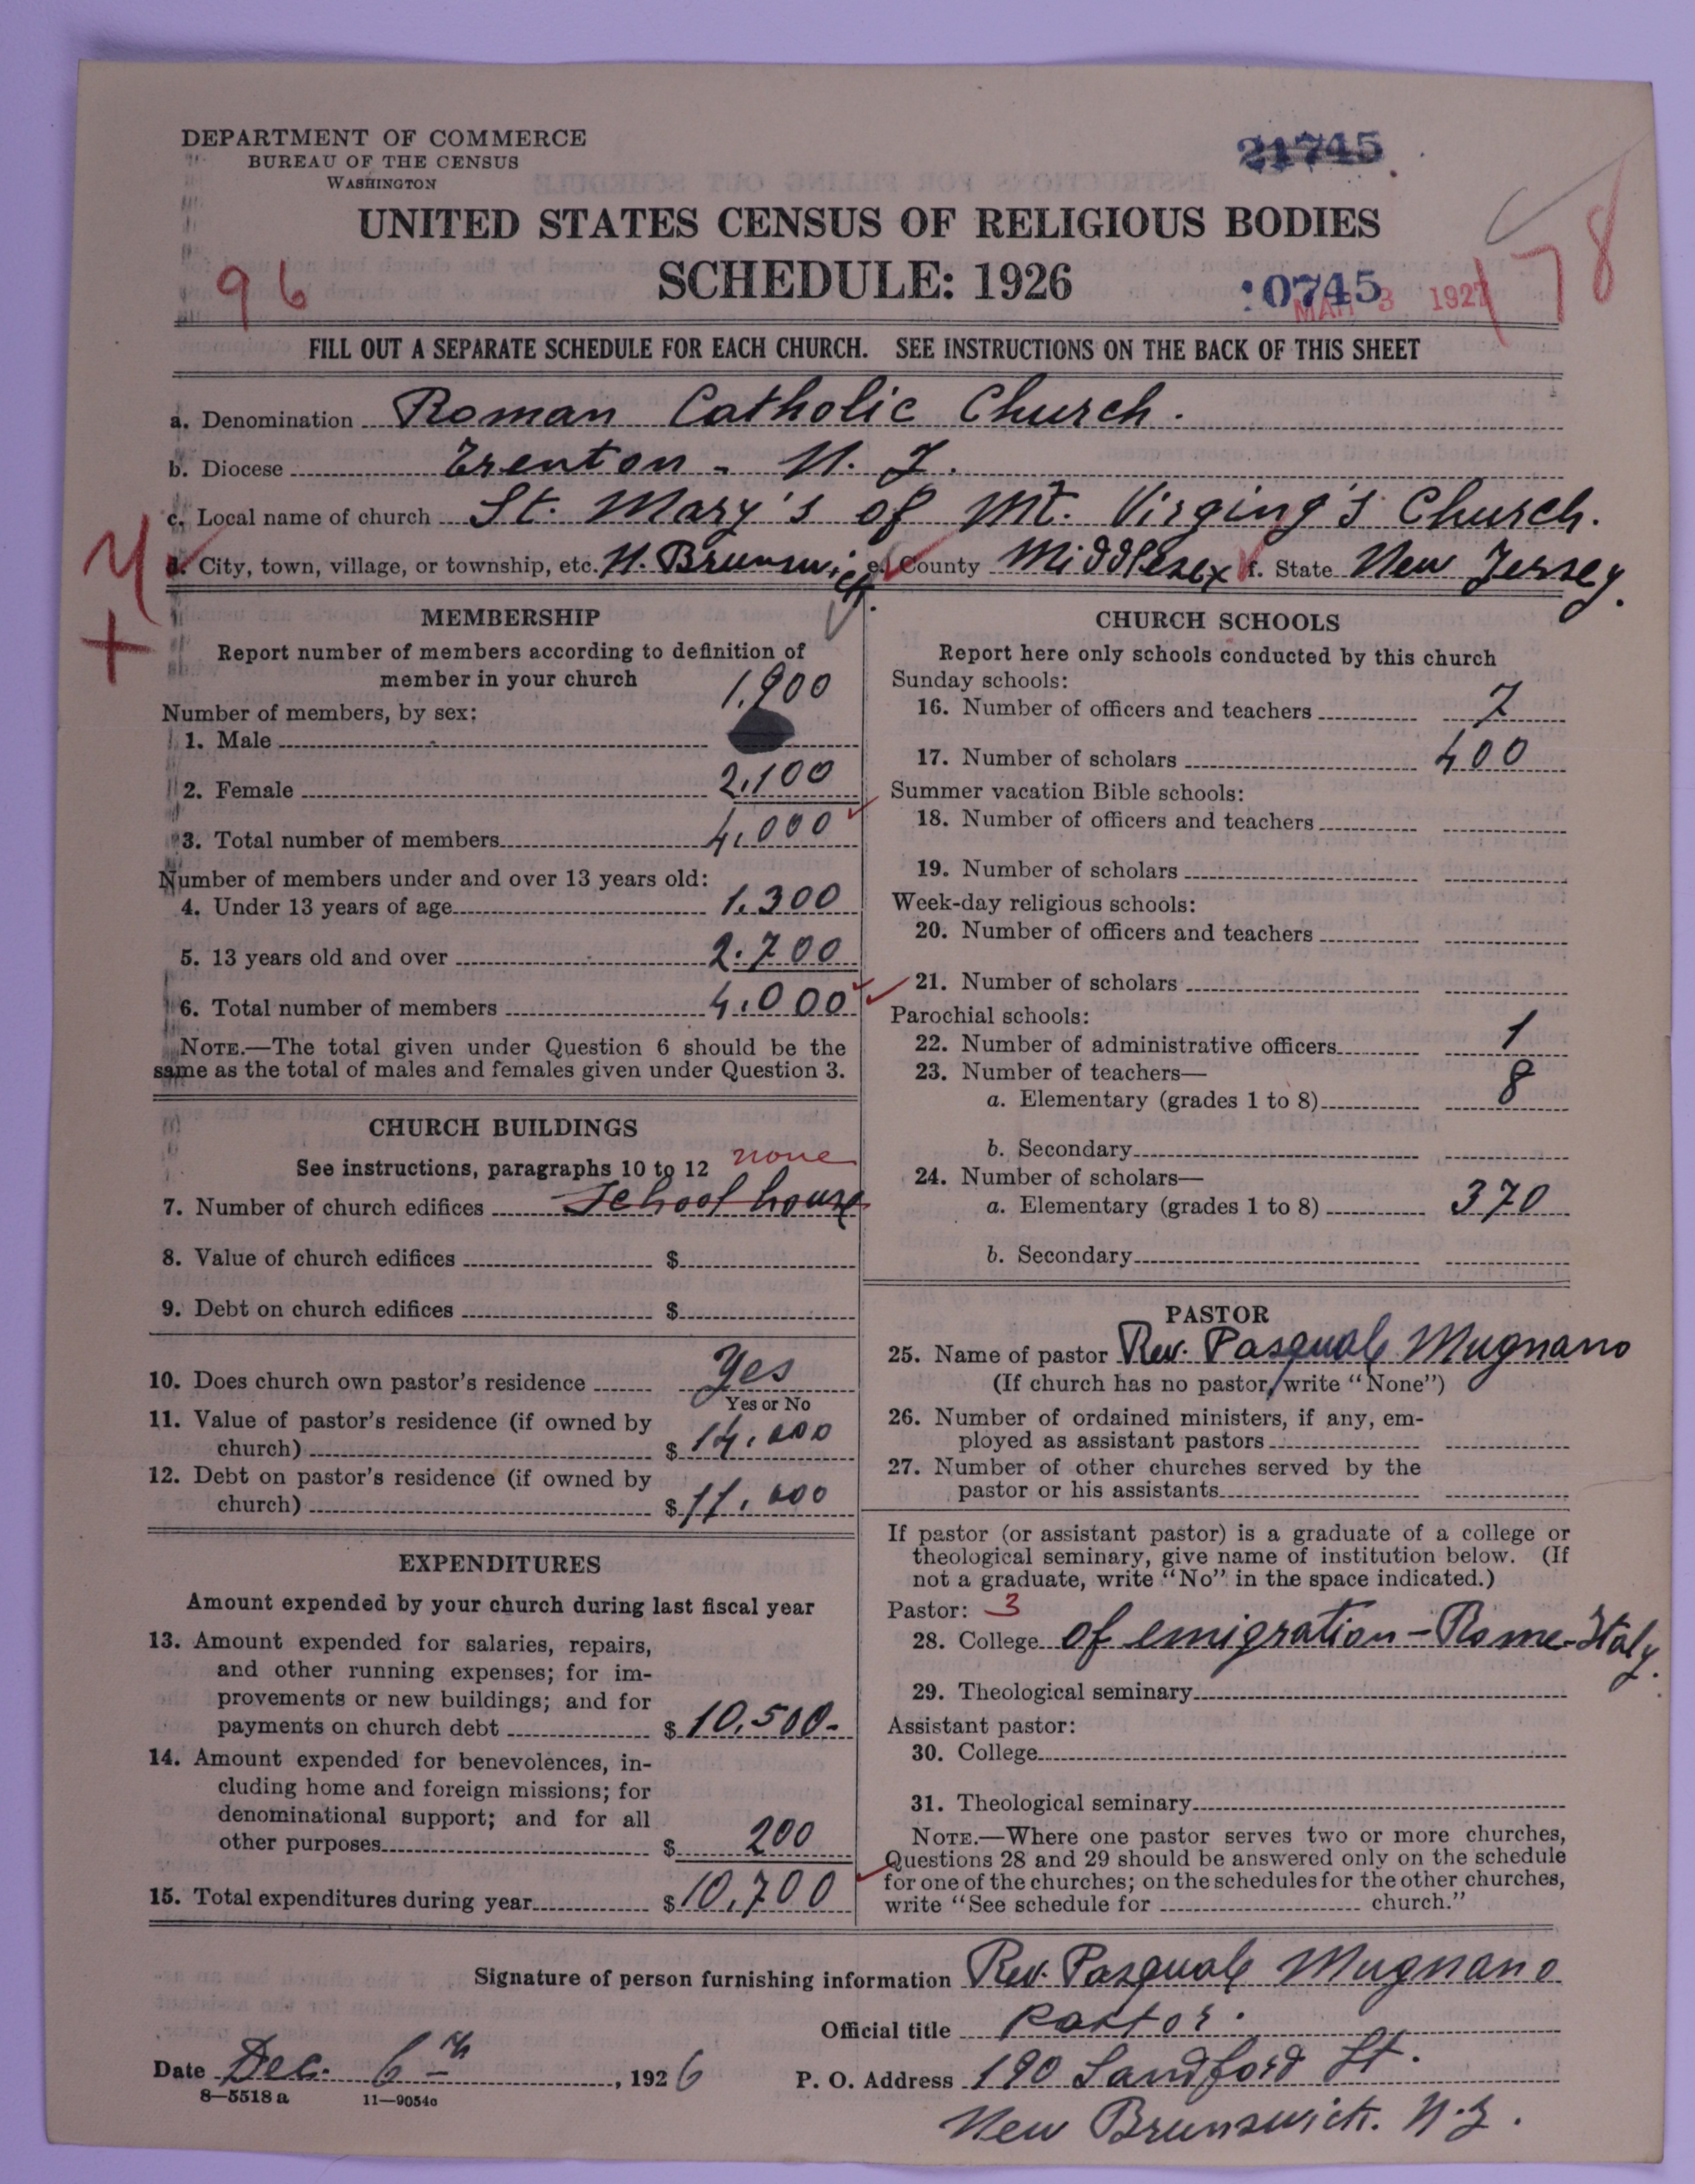 DEPARTMENT OF COMMERCE
BUREAU OF THE CENSUS
WASHINGTON
21745
UNITED STATES CENSUS OF RELIGIOUS BODIES
SCHEDULE: 1926
96
0745
MAR 3 1927
178
FILL OUT A SEPARATE SCHEDULE FOR EACH CHURCH. SEE INSTRUCTIONS ON THE BACK OF THIS SHEET
a. Denomination Roman Catholic Church.
b. Diocese Trenton - N. J.
c. Local name of church St. Mary's of Mt. Virging's Church.
d. City, town, village, or township, etc. N. Brunswick e. County Middlesex f. State New Jersey.
MEMBERSHIP
Report number of members according to definition of
member in your church
Number of members, by sex:
1. Male 1.900
2. Female 2.100
3. Total number of members 4.000
Number of members under and over 13 years old:
4. Under 13 years of age 1.300
5. 13 years old and over 2.700
6. Total number of members 4.000
NOTE.—The total given under Question 6 should be the
same as the total of males and females given under Question 3.
CHURCH BUILDINGS
See instructions, paragraphs 10 to 12
none
7. Number of church edifices School house
8. Value of church edifices $
9. Debt on church edifices $
10. Does church own pastor's residence Yes
Yes or No
11. Value of pastor's residence (if owned by
church) $ 14.000
12. Debt on pastor's residence (if owned by
church) $ 11.000
EXPENDITURES
Amount expended by your church during last fiscal year
13. Amount expended for salaries, repairs,
and other running expenses; for im-
provements or new buildings; and for
payments on church debt $ 10.500-
14. Amount expended for benevolences, in-
cluding home and foreign missions; for
denominational support; and for all
other purposes $ 200
15. Total expenditures during year $ 10.700
CHURCH SCHOOLS
Report here only schools conducted by this church
Sunday schools:
16. Number of officers and teachers 7
17. Number of scholars 400
Summer vacation Bible schools:
18. Number of officers and teachers
19. Number of scholars
Week-day religious schools:
20. Number of officers and teachers
21. Number of scholars
Parochial schools:
22. Number of administrative officers 1
23. Number of teachers—
a. Elementary (grades 1 to 8) 8
b. Secondary
24. Number of scholars—
a. Elementary (grades 1 to 8) 370
b. Secondary
PASTOR
25. Name of pastor Rev. Pasquale Mugnano
(If church has no pastor, write "None")
26. Number of ordained ministers, if any, em-
ployed as assistant pastors
27. Number of other churches served by the
pastor or his assistants
If pastor (or assistant pastor) is a graduate of a college or
theological seminary, give name of institution below. (If
not a graduate, write "No" in the space indicated.)
Pastor: 3
28. College of emigration - Rome - Italy.
29. Theological seminary
Assistant pastor:
30. College
31. Theological seminary
NOTE.—Where one pastor serves two or more churches,
Questions 28 and 29 should be answered only on the schedule
for one of the churches; on the schedules for the other churches,
write "See schedule for church."
Signature of person furnishing information Rev. Pasquale Mugnano
Official title Pastor.
Date Dec. 6th, 1926
P. O. Address 190 Sandford St.
New Brunswick. N.J.
8—5518 a 11—9054a